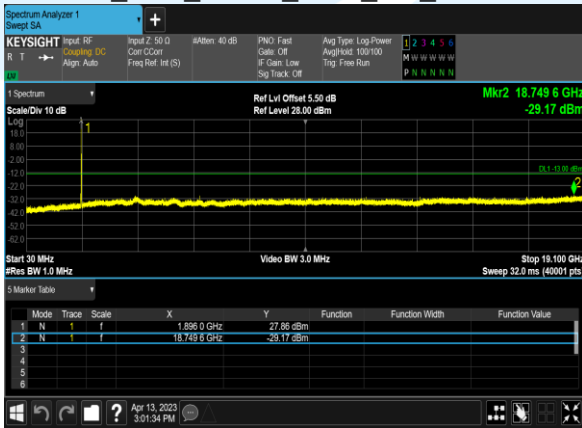 Spectrum Analyzer 1
Swept SA
KEYSIGHT
R T
Input: RF
Coupling: DC
Align: Auto
Input Z: 50 Ω
Corr CCorr
Freq Ref: Int (S)
#Atten: 40 dB
PNO: Fast
Gate: Off
IF Gain: Low
Sig Track: Off
Avg Type: Log-Power
Avg|Hold: 100/100
Trig: Free Run
1 2 3 4 5 6
M W W W W W
P N N N N N
1 Spectrum
Scale/Div 10 dB
Ref Lvl Offset 5.50 dB
Ref Level 28.00 dBm
Mkr2 18.749 6 GHz
-29.17 dBm
Log
1
18.0
8.00
-2.00
-12.0
DL1 -13.00 dBm
2
-22.0
-32.0
-42.0
-52.0
-62.0
Start 30 MHz
#Res BW 1.0 MHz
Video BW 3.0 MHz
Stop 19.100 GHz
Sweep 32.0 ms (40001 pts)
5 Marker Table
Mode Trace Scale X Y Function Function Width Function Value
1 N 1 f 1.896 0 GHz 27.86 dBm
2 N 1 f 18.749 6 GHz -29.17 dBm
3
4
5
6
?
Apr 13, 2023
3:01:34 PM